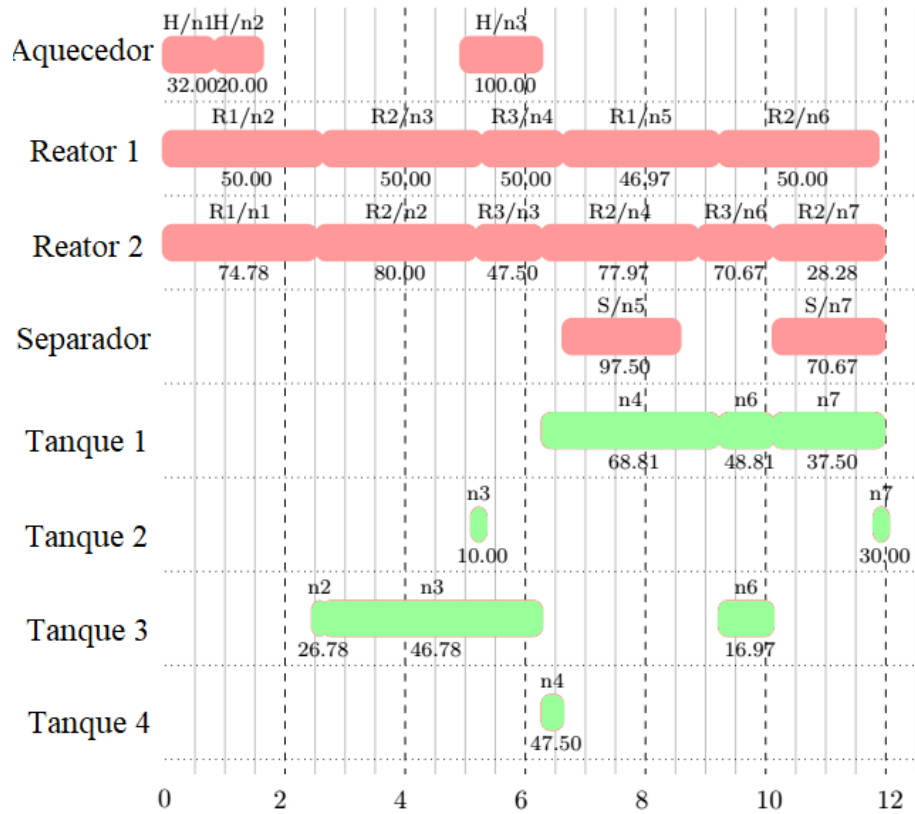 H/n1 H/n2 H/n3
Aquecedor
32.00 20.00 100.00
R1/n2 R2/n3 R3/n4 R1/n5 R2/n6
Reator 1
50.00 50.00 50.00 46.97 50.00
R1/n1 R2/n2 R3/n3 R2/n4 R3/n6 R2/n7
Reator 2
74.78 80.00 47.50 77.97 70.67 28.28
S/n5 S/n7
Separador
97.50 70.67
n4 n6 n7
Tanque 1
68.81 48.81 37.50
n3 n7
Tanque 2
10.00 30.00
n2 n3 n6
Tanque 3
26.78 46.78 16.97
n4
Tanque 4
47.50
0 2 4 6 8 10 12